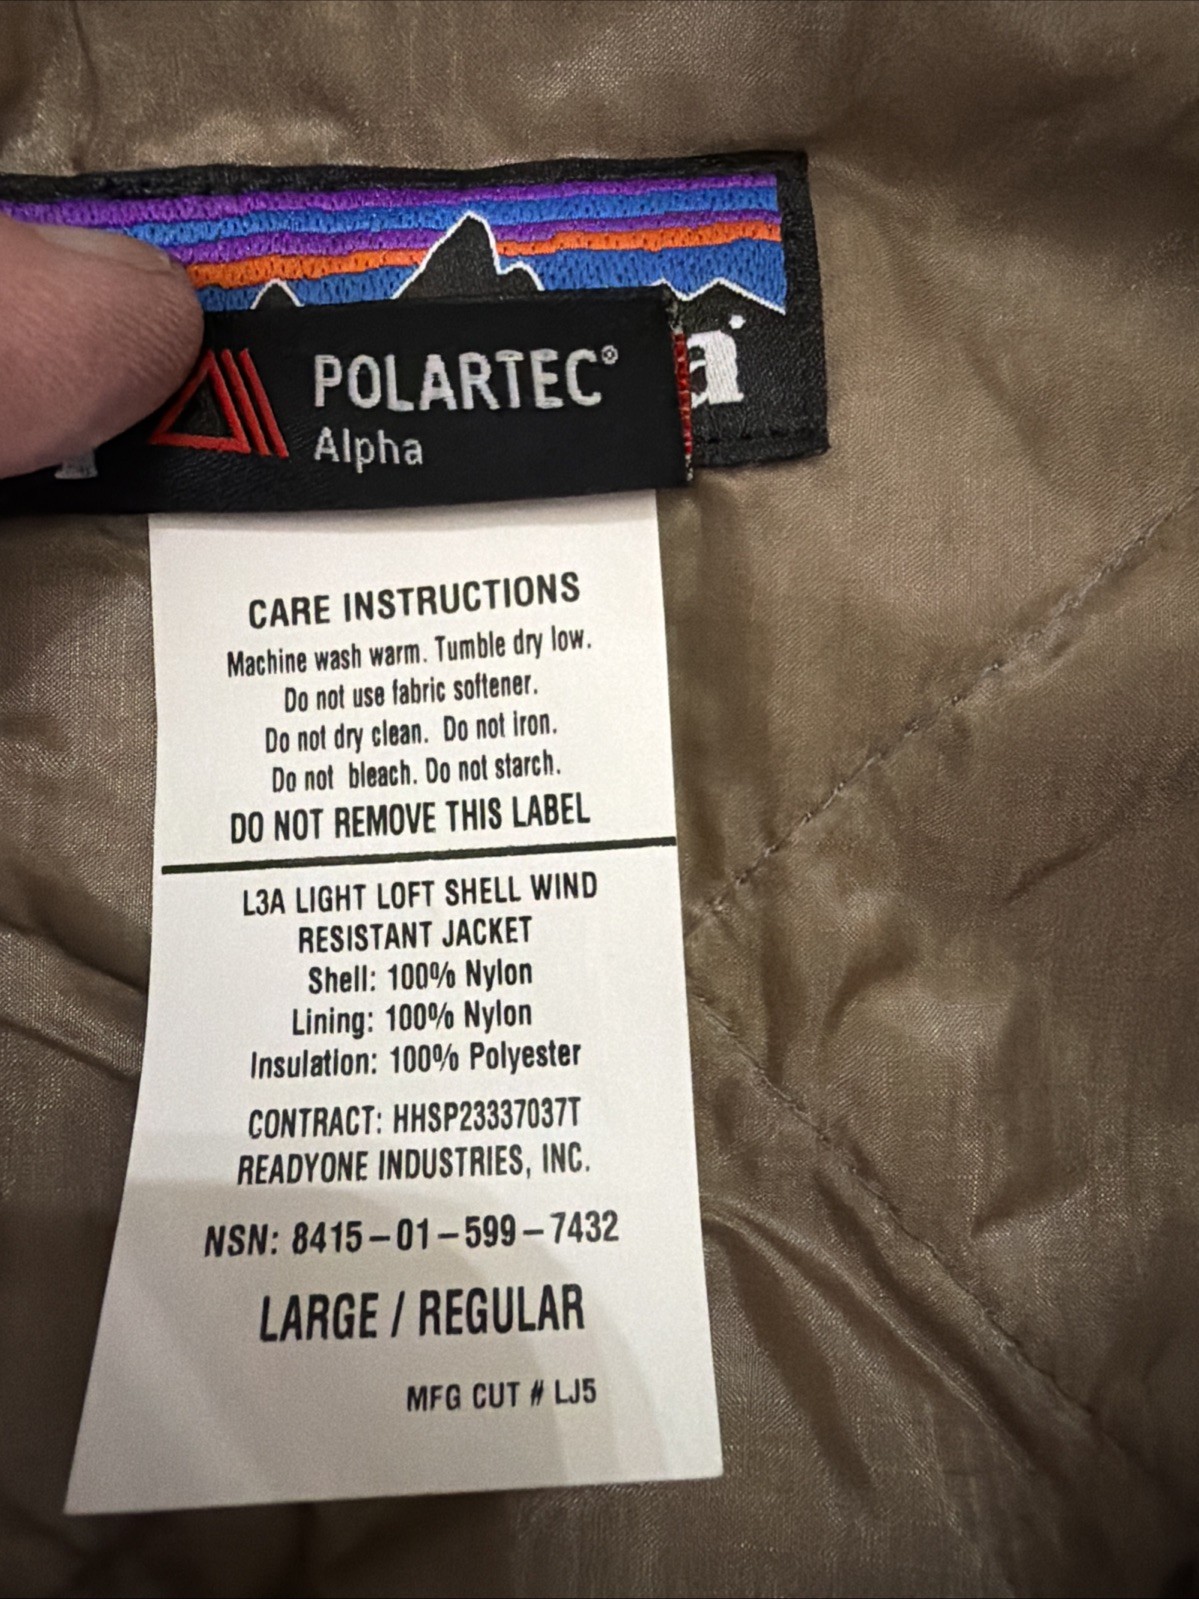 a
POLARTEC®
Alpha
CARE INSTRUCTIONS
Machine wash warm. Tumble dry low.
Do not use fabric softener.
Do not dry clean. Do not iron.
Do not bleach. Do not starch.
DO NOT REMOVE THIS LABEL
L3A LIGHT LOFT SHELL WIND
RESISTANT JACKET
Shell: 100% Nylon
Lining: 100% Nylon
Insulation: 100% Polyester
CONTRACT: HHSP23337037T
READYONE INDUSTRIES, INC.
NSN: 8415-01-599-7432
LARGE / REGULAR
MFG CUT # LJ5